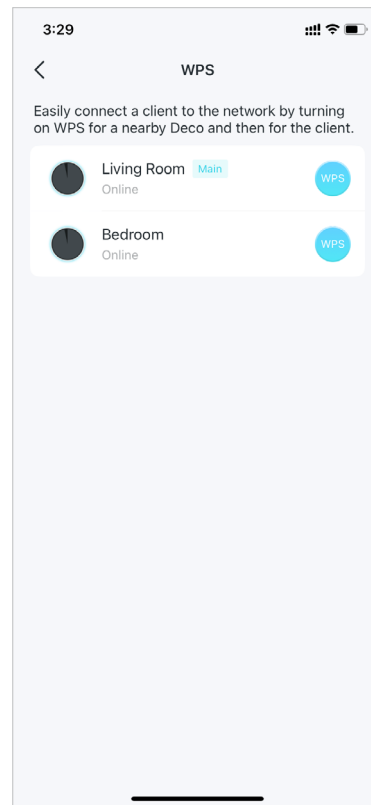 3:29
WPS
Easily connect a client to the network by turning
on WPS for a nearby Deco and then for the client.
Living Room Main
Online
WPS
Bedroom
Online
WPS